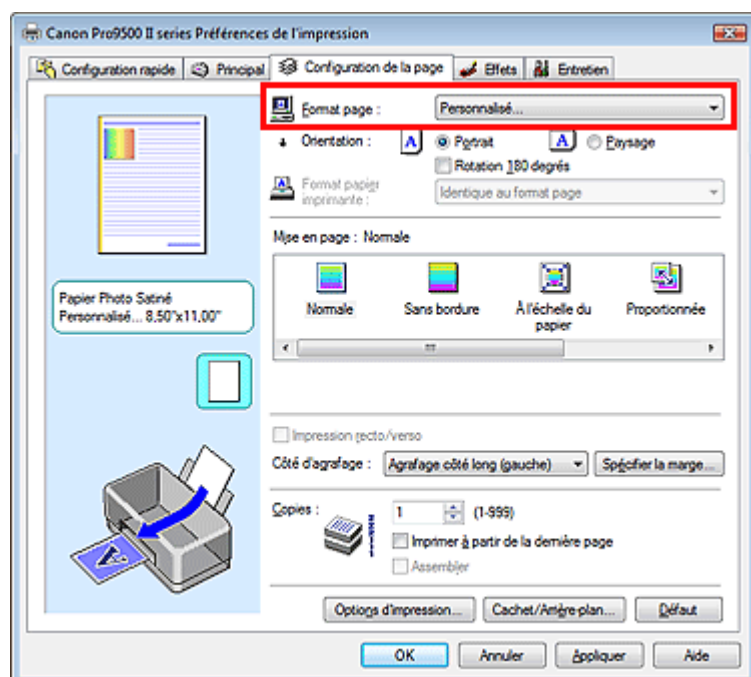 Canon Pro9500 II series Préférences de l'impression
Configuration rapide Principal Configuration de la page Effets Entretien
Format page : Personnalisé...
Orientation : A Portrait A Paysage
Rotation 180 degrés
Format papier imprimante : Identique au format page
Mise en page : Normale
Normale Sans bordure À l'échelle du papier Proportionnée
Papier Photo Satiné
Personnalisé... 8,50"x11,00"
Impression recto/verso
Côté d'agrafage : Agrafage côté long (gauche) Spécifier la marge...
Copies : 1 (1-999)
Imprimer à partir de la dernière page
Assembler
Options d'impression... Cachet/Arrière-plan... Défaut
OK Annuler Appliquer Aide